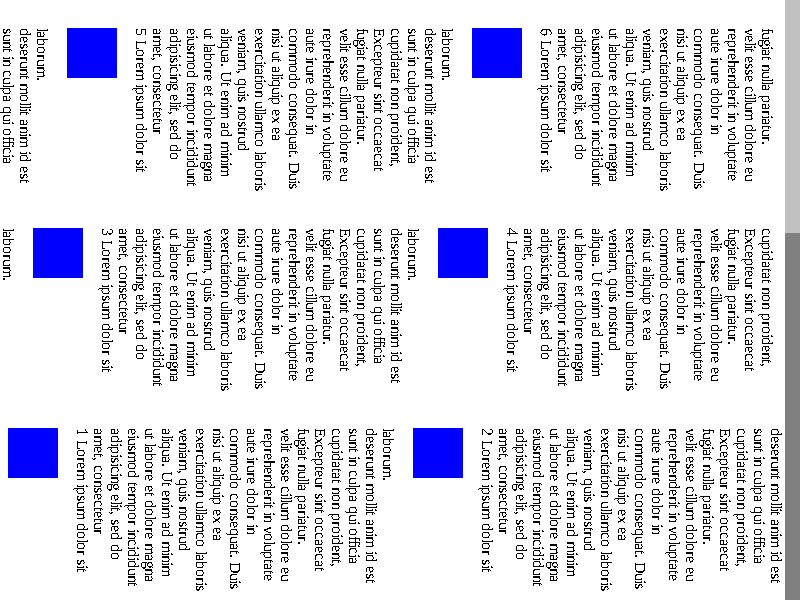 1 Lorem ipsum dolor sit
amet, consectetur
adipisicing elit, sed do
eiusmod tempor incididunt
ut labore et dolore magna
aliqua. Ut enim ad minim
veniam, quis nostrud
exercitation ullamco laboris
nisi ut aliquip ex ea
commodo consequat. Duis
aute irure dolor in
reprehenderit in voluptate
velit esse cillum dolore eu
fugiat nulla pariatur.
Excepteur sint occaecat
cupidatat non proident,
sunt in culpa qui officia
deserunt mollit anim id est
laborum.
2 Lorem ipsum dolor sit
amet, consectetur
adipisicing elit, sed do
eiusmod tempor incididunt
ut labore et dolore magna
aliqua. Ut enim ad minim
veniam, quis nostrud
exercitation ullamco laboris
nisi ut aliquip ex ea
commodo consequat. Duis
aute irure dolor in
reprehenderit in voluptate
velit esse cillum dolore eu
fugiat nulla pariatur.
Excepteur sint occaecat
cupidatat non proident,
sunt in culpa qui officia
deserunt mollit anim id est
laborum.
3 Lorem ipsum dolor sit
amet, consectetur
adipisicing elit, sed do
eiusmod tempor incididunt
ut labore et dolore magna
aliqua. Ut enim ad minim
veniam, quis nostrud
exercitation ullamco laboris
nisi ut aliquip ex ea
commodo consequat. Duis
aute irure dolor in
reprehenderit in voluptate
velit esse cillum dolore eu
fugiat nulla pariatur.
Excepteur sint occaecat
cupidatat non proident,
sunt in culpa qui officia
deserunt mollit anim id est
laborum.
4 Lorem ipsum dolor sit
amet, consectetur
adipisicing elit, sed do
eiusmod tempor incididunt
ut labore et dolore magna
aliqua. Ut enim ad minim
veniam, quis nostrud
exercitation ullamco laboris
nisi ut aliquip ex ea
commodo consequat. Duis
aute irure dolor in
reprehenderit in voluptate
velit esse cillum dolore eu
fugiat nulla pariatur.
Excepteur sint occaecat
cupidatat non proident,
sunt in culpa qui officia
deserunt mollit anim id est
laborum.
5 Lorem ipsum dolor sit
amet, consectetur
adipisicing elit, sed do
eiusmod tempor incididunt
ut labore et dolore magna
aliqua. Ut enim ad minim
veniam, quis nostrud
exercitation ullamco laboris
nisi ut aliquip ex ea
commodo consequat. Duis
aute irure dolor in
reprehenderit in voluptate
velit esse cillum dolore eu
fugiat nulla pariatur.
Excepteur sint occaecat
cupidatat non proident,
sunt in culpa qui officia
deserunt mollit anim id est
laborum.
6 Lorem ipsum dolor sit
amet, consectetur
adipisicing elit, sed do
eiusmod tempor incididunt
ut labore et dolore magna
aliqua. Ut enim ad minim
veniam, quis nostrud
exercitation ullamco laboris
nisi ut aliquip ex ea
commodo consequat. Duis
aute irure dolor in
reprehenderit in voluptate
velit esse cillum dolore eu
fugiat nulla pariatur.